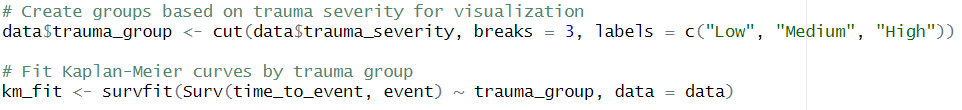 # Create groups based on trauma severity for visualization
data$trauma_group <- cut(data$trauma_severity, breaks = 3, labels = c("Low", "Medium", "High"))
# Fit Kaplan-Meier curves by trauma group
km_fit <- survfit(Surv(time_to_event, event) ~ trauma_group, data = data)